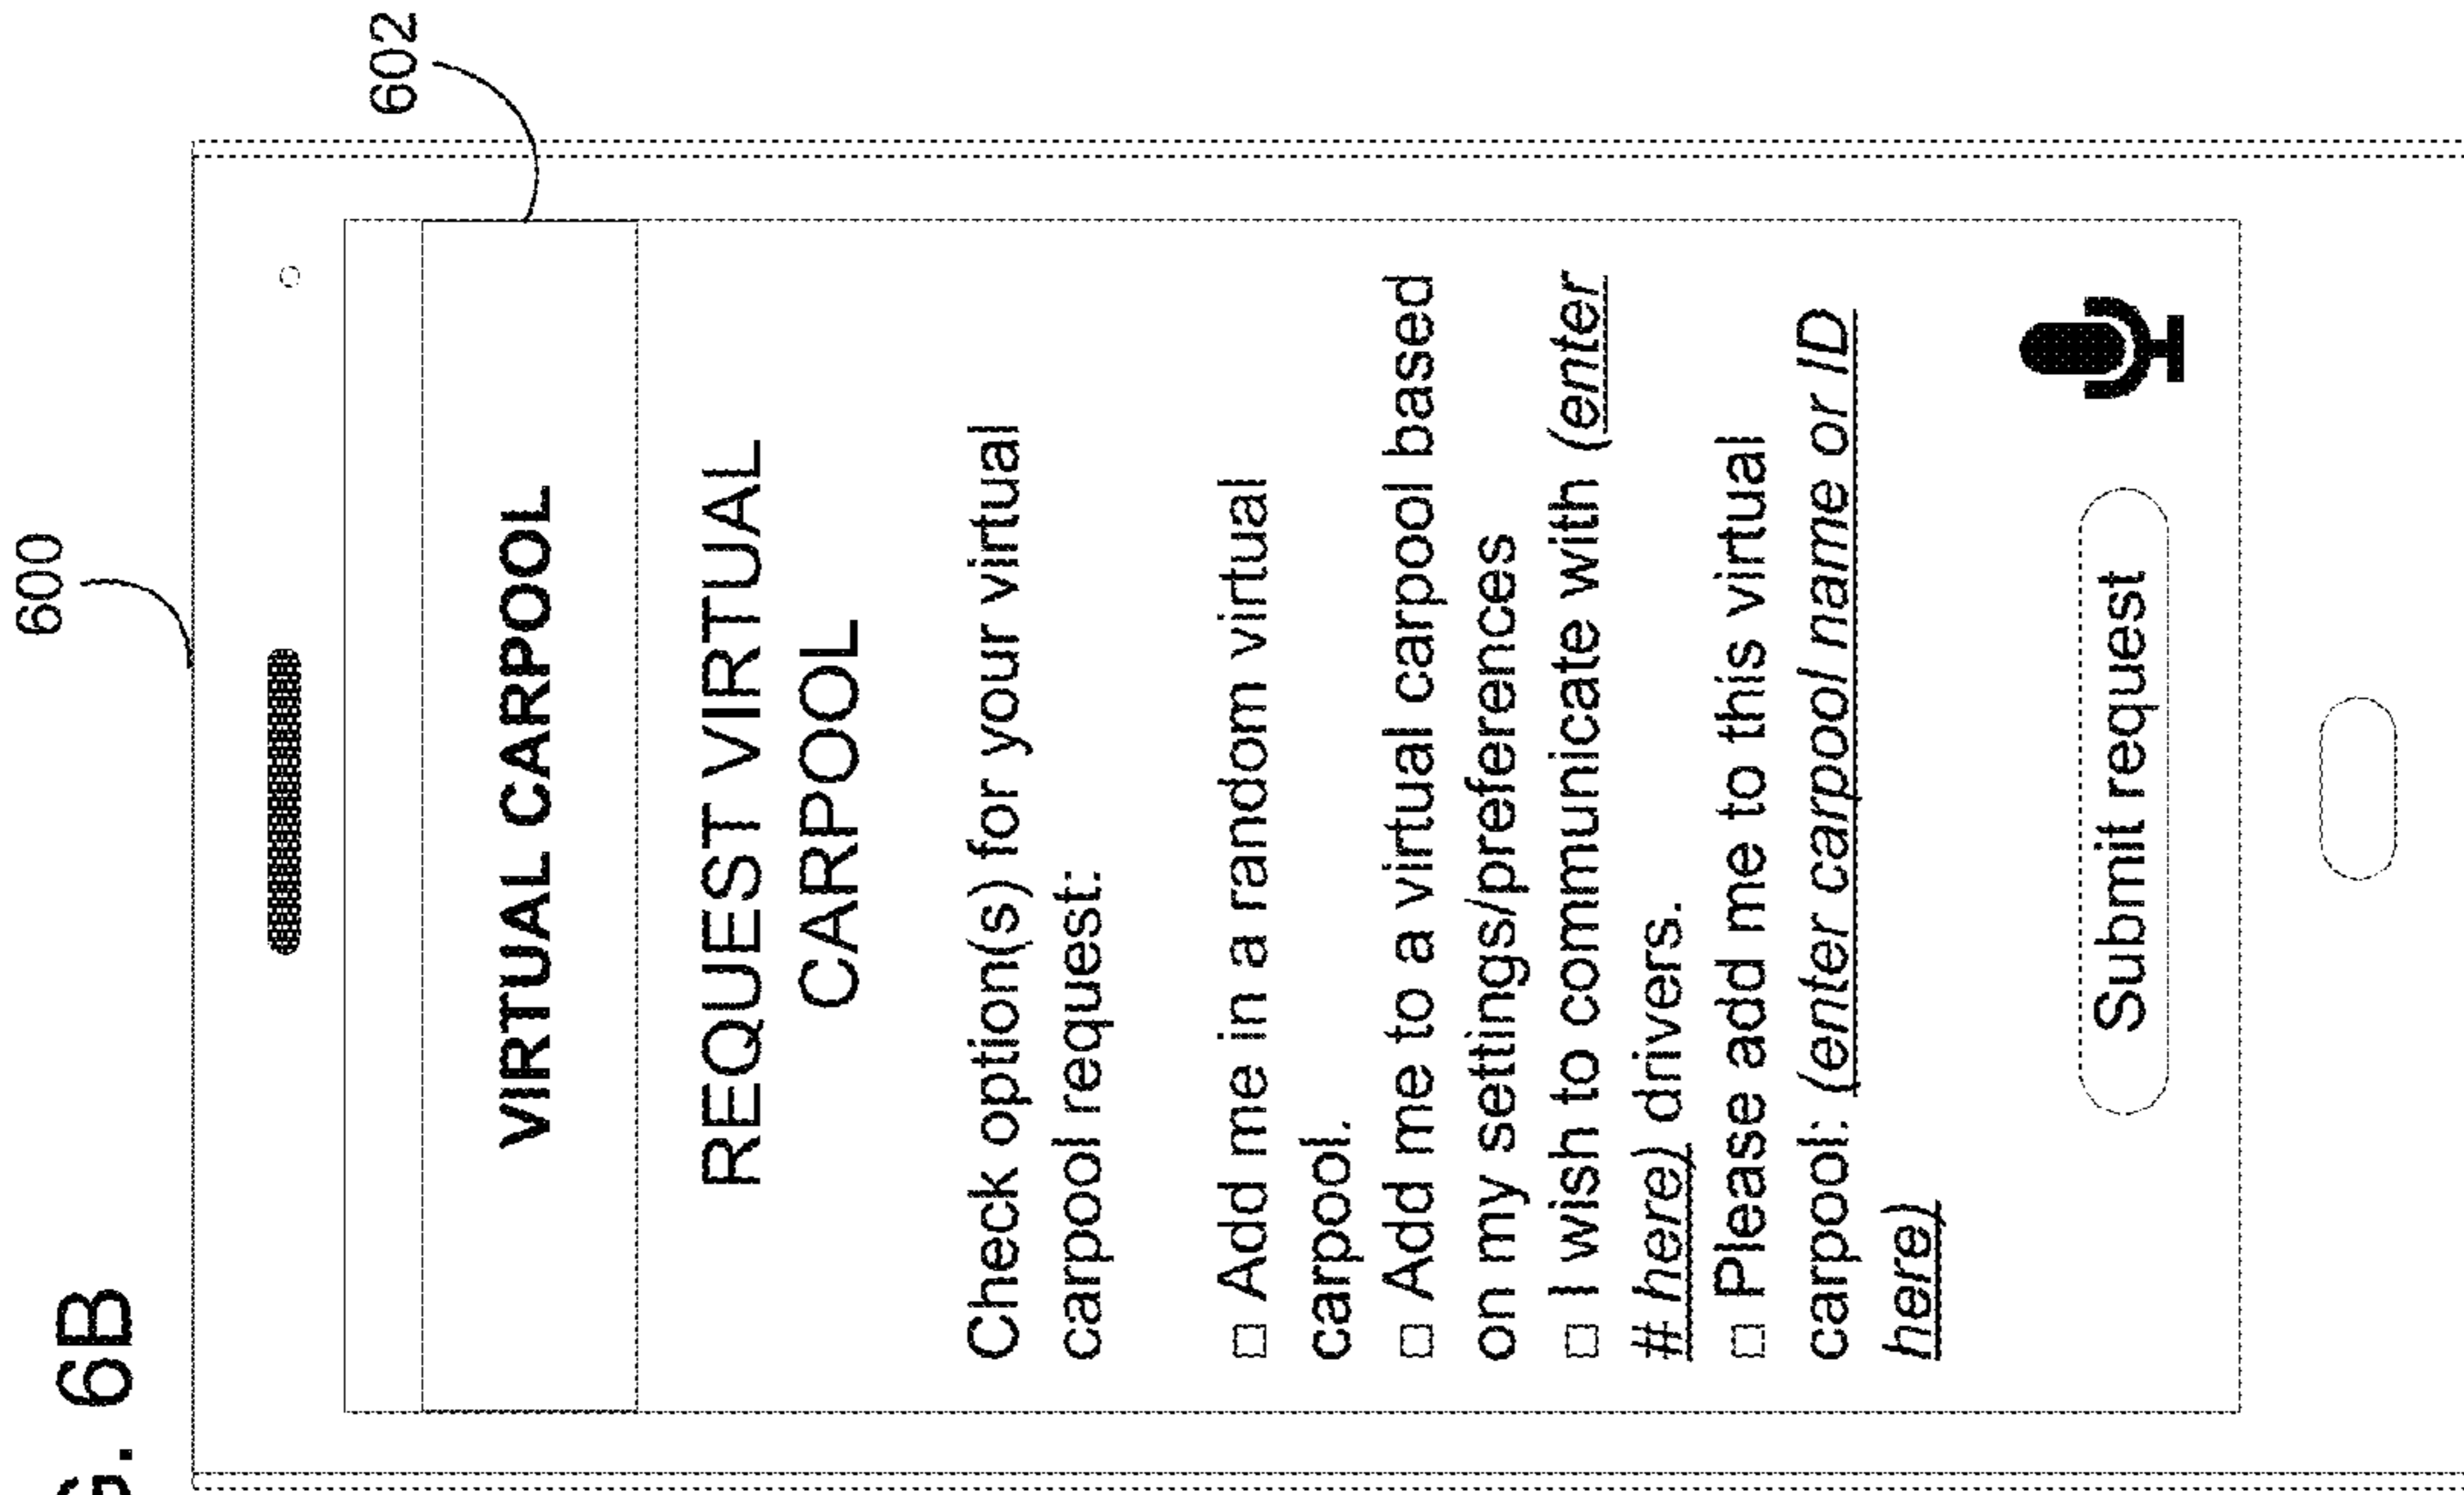 G. 6B
600
602
VIRTUAL CARPOOL
REQUEST VIRTUAL
CARPOOL
Check option(s) for your virtual
carpool request:
□ Add me in a random virtual
carpool.
□ Add me to a virtual carpool based
on my settings/preferences
□ I wish to communicate with (enter
# here) drivers.
□ Please add me to this virtual
carpool: (enter carpool name or ID
here)
Submit request